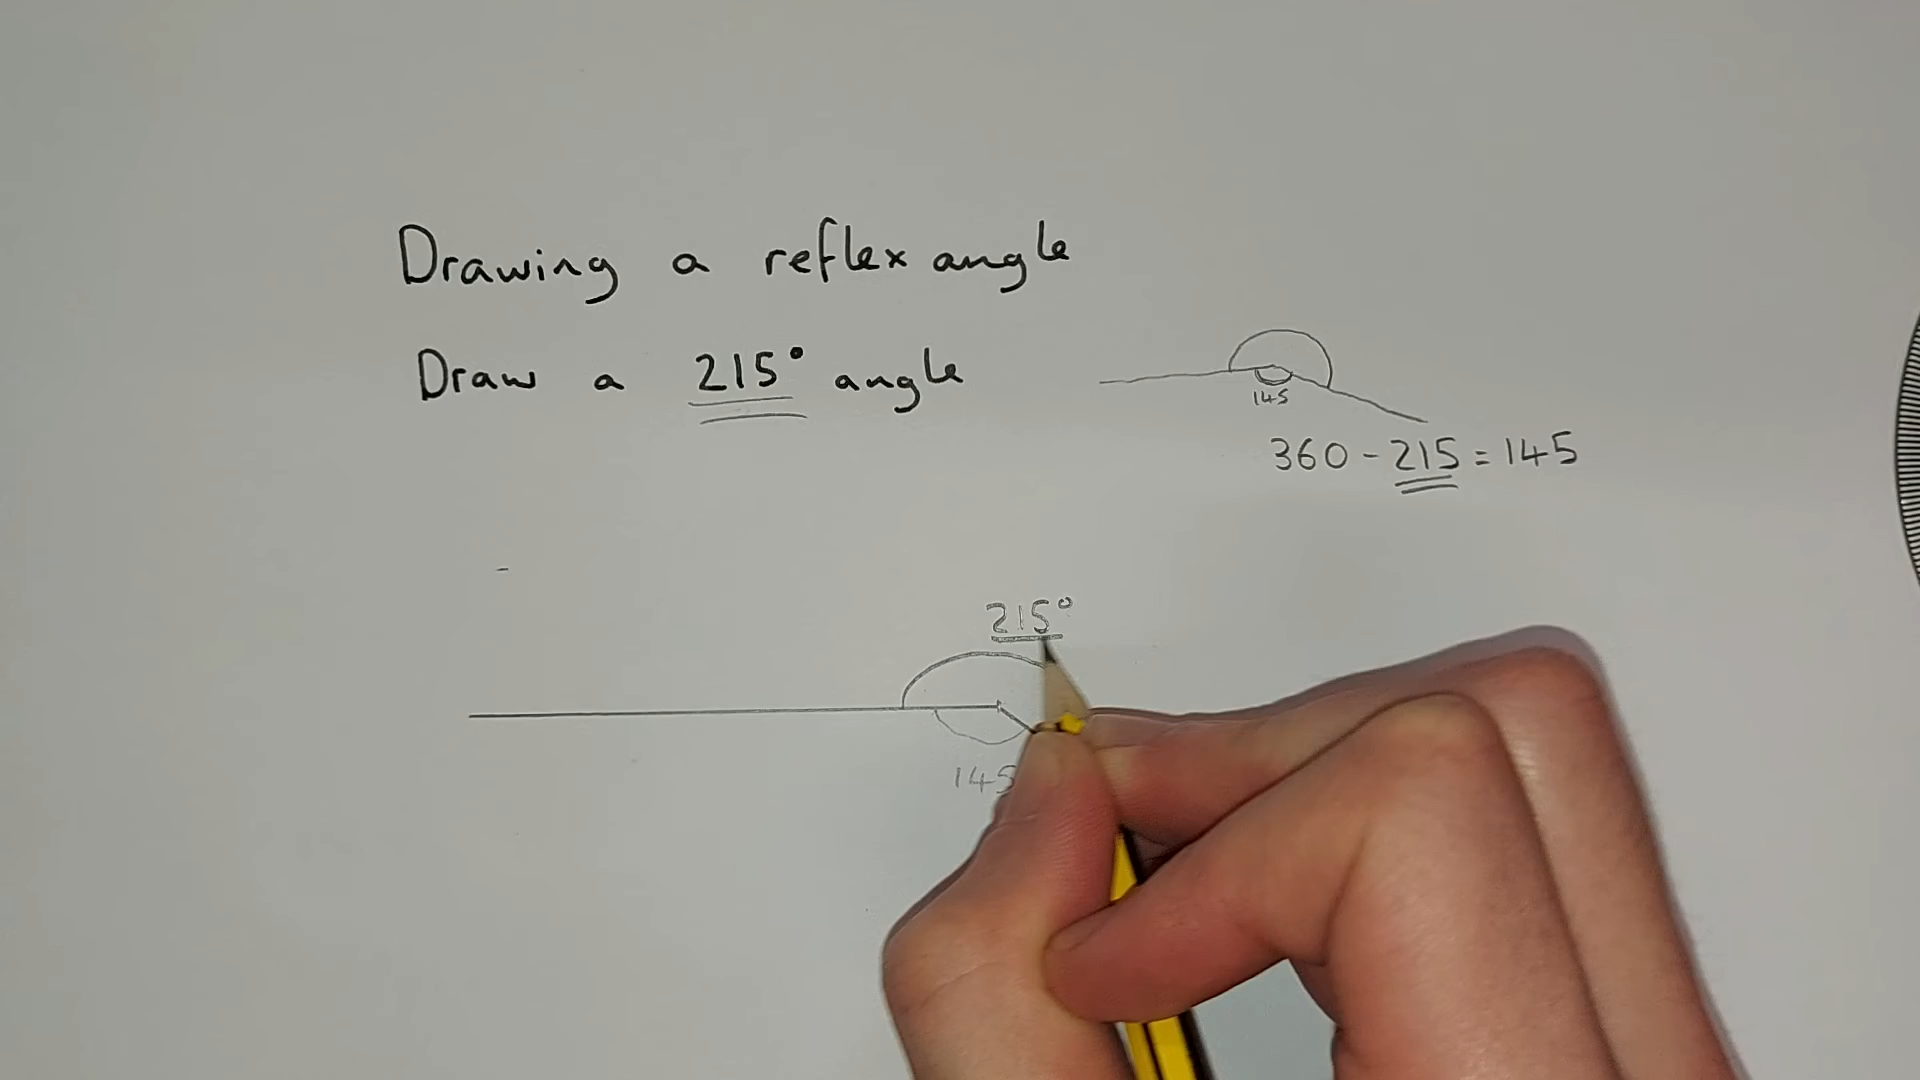 Drawing a reflex angle
Draw a 215° angle
145
360 - 215 = 145
215°
145